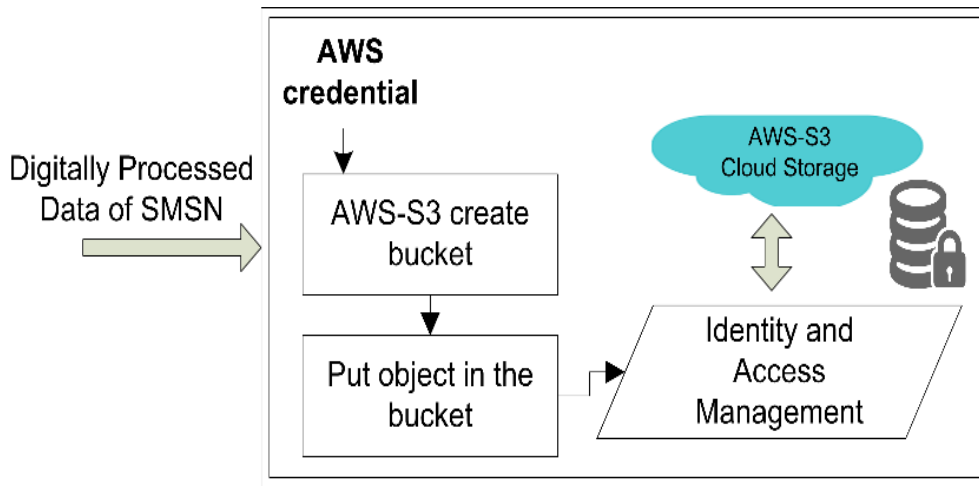 AWS
credential
Digitally Processed
Data of SMSN
AWS-S3 create
bucket
Put object in the
bucket
AWS-S3
Cloud Storage
Identity and
Access
Management